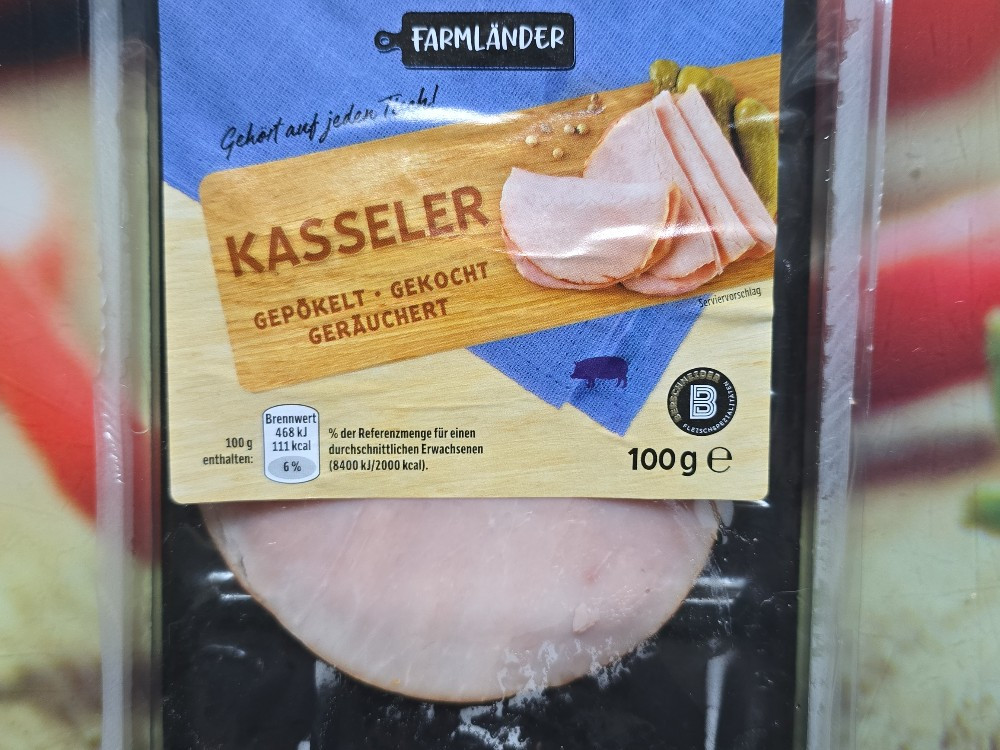 FARMLÄNDER
Gehört auf jeden Tisch!
KASSELER
GEPÖKELT · GEKOCHT
GERÄUCHERT
Serviervorschlag
100 g
enthalten:
Brennwert
468 kJ
111 kcal
6 %
% der Referenzmenge für einen
durchschnittlichen Erwachsenen
(8400 kJ/2000 kcal).
B
FLEISCHSPEZIALITÄTEN
100 g e